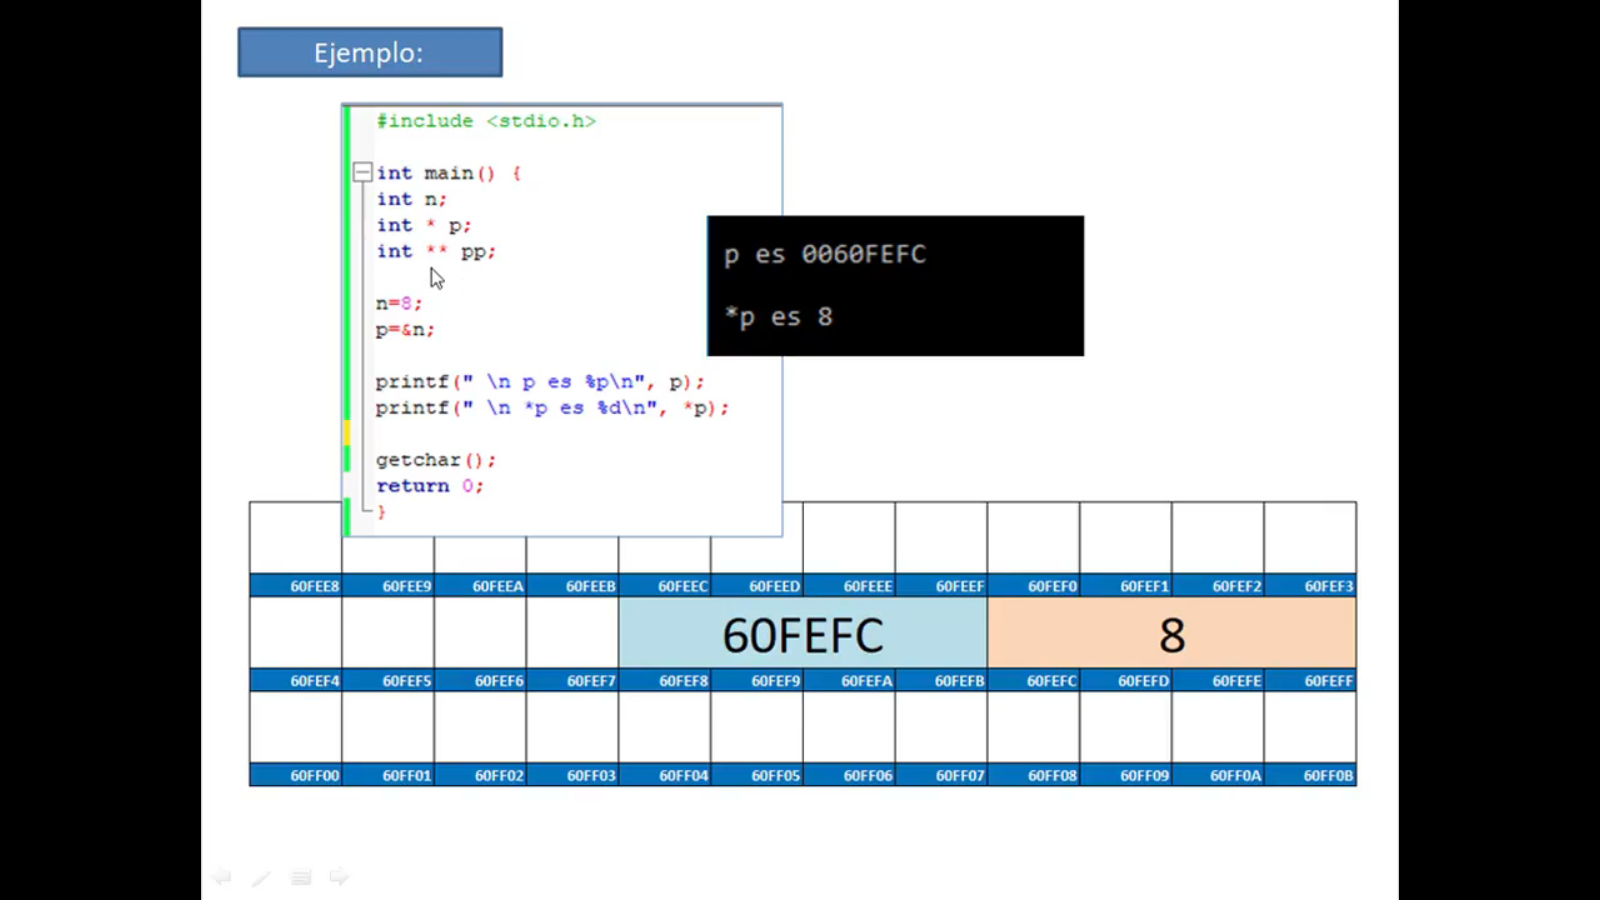 Ejemplo:
#include <stdio.h>
int main() {
int n;
int * p;
int ** pp;
n=8;
p=&n;
printf(" \n p es %p\n", p);
printf(" \n *p es %d\n", *p);
getchar();
return 0;
}
p es 0060FEFC
*p es 8
60FEE8 60FEE9 60FEEA 60FEEB 60FEEC 60FEED 60FEEE 60FEEF 60FEF0 60FEF1 60FEF2 60FEF3
60FEFC 8
60FEF4 60FEF5 60FEF6 60FEF7 60FEF8 60FEF9 60FEFA 60FEFB 60FEFC 60FEFD 60FEFE 60FEFF
60FF00 60FF01 60FF02 60FF03 60FF04 60FF05 60FF06 60FF07 60FF08 60FF09 60FF0A 60FF0B